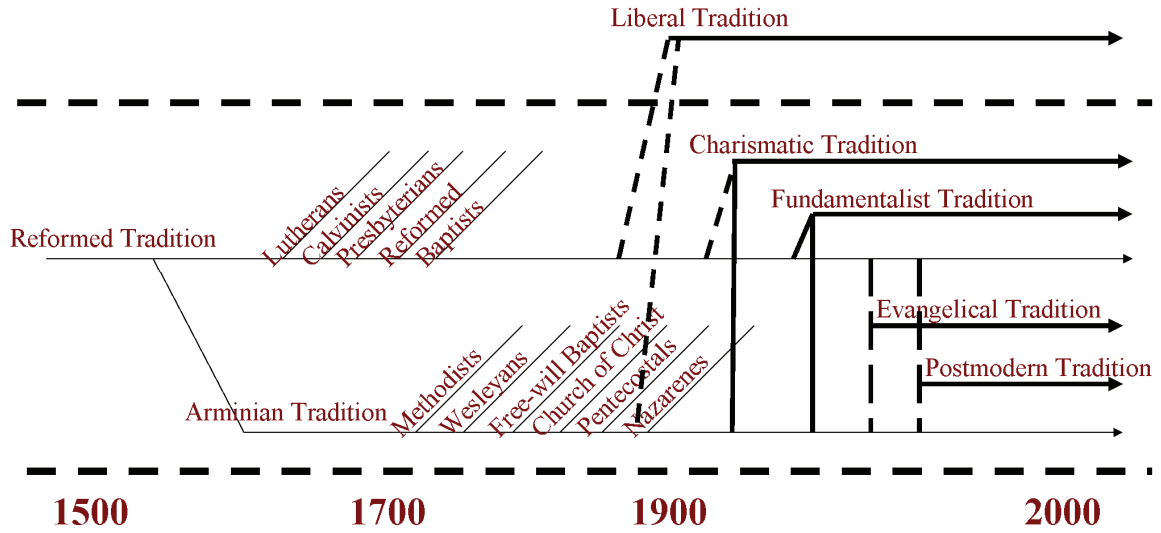 Liberal Tradition
Charismatic Tradition
Fundamentalist Tradition
Reformed Tradition
Lutherans
Calvinists
Presbyterians
Reformed
Baptists
Evangelical Tradition
Postmodern Tradition
Arminian Tradition
Methodists
Wesleyans
Free-will Baptists
Church of Christ
Pentecostals
Nazarenes
1500
1700
1900
2000